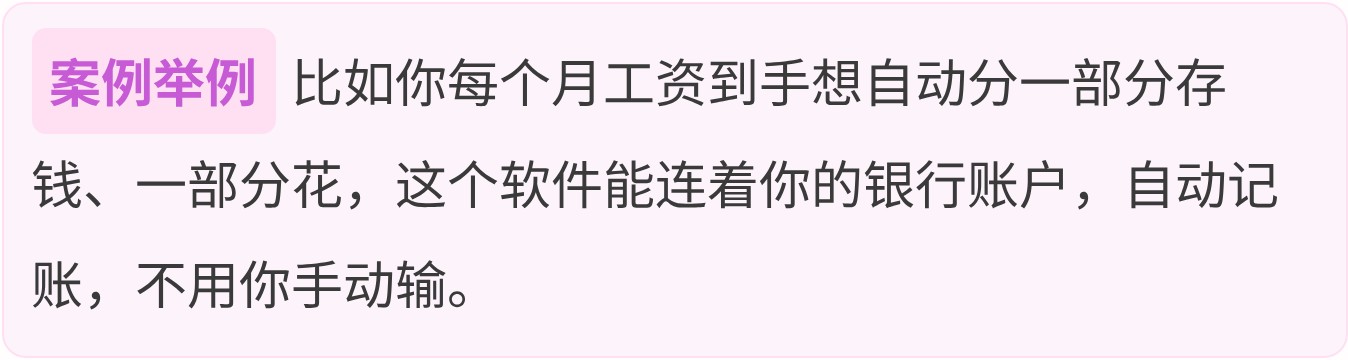 案例举例 比如你每个月工资到手想自动分一部分存
钱、一部分花，这个软件能连着你的银行账户，自动记
账，不用你手动输。